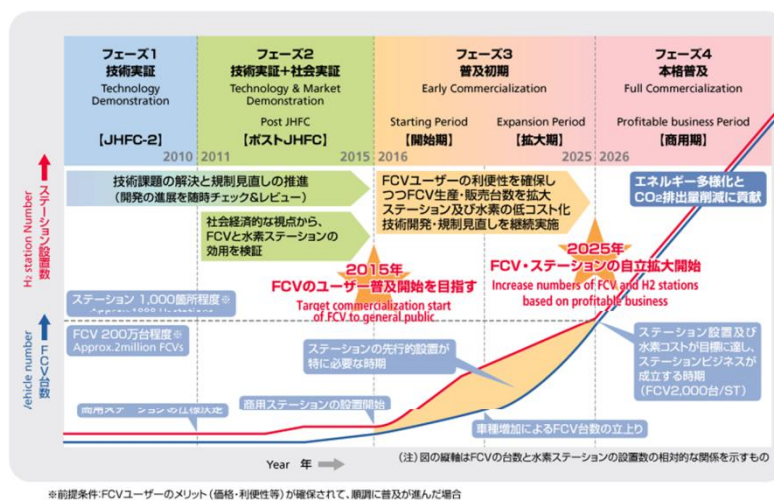 フェーズ1
技術実証
Technology
Demonstration
【JHFC-2】
2010
フェーズ2
技術実証+社会実証
Technology & Market
Demonstration
Post JHFC
【ポストJHFC】
2011
2015
フェーズ3
普及初期
Early Commercialization
Starting Period
【開始期】
Expansion Period
【拡大期】
2016
2025
フェーズ4
本格普及
Full Commercialization
Profitable business Period
【商用期】
2026
技術課題の解決と規制見直しの推進
(開発の進展を随時チェック&レビュー)
社会経済的な視点から、
FCVと水素ステーションの
効用を検証
FCVユーザーの利便性を確保し
つつFCV生産・販売台数を拡大
ステーション及び水素の低コスト化
技術開発・規制見直しを継続実施
エネルギー多様化と
CO2排出量削減に貢献
2015年
FCVのユーザー普及開始を目指す
Target commercialization start
of FCV to general public
2025年
FCV・ステーションの自立拡大開始
Increase numbers of FCV and H2 stations
based on profitable business
H2 station Number
ステーション設置数
ステーション 1,000箇所程度※
FCV 200万台程度※
Approx.2million FCVs
number
FCV台数
ステーションの先行的設置が
特に必要な時期
ステーション設置及び
水素コストが目標に達し、
ステーションビジネスが
成立する時期
(FCV2,000台/ST)
商用ステーションの設置開始
車種増加によるFCV台数の立上り
Year 年
(注)図の縦軸はFCVの台数と水素ステーションの設置数の相対的な関係を示すもの
※前提条件:FCVユーザーのメリット(価格・利便性等)が確保されて、順調に普及が進んだ場合